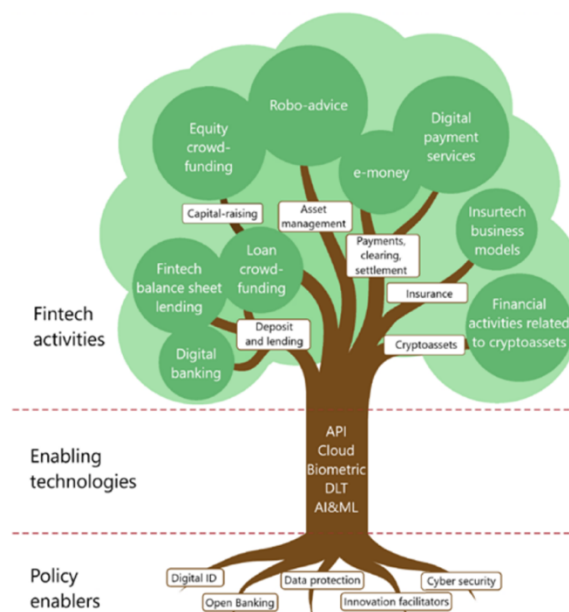 Robo-advice
Equity
crowd-
funding
Digital
payment
services
e-money
Capital-raising
Asset
management
Insurtech
business
models
Loan
crowd-
funding
Payments,
clearing,
settlement
Fintech
balance sheet
lending
Insurance
Financial
activities related
to cryptoassets
Fintech
activities
Deposit
and lending
Cryptoassets
Digital
banking
Enabling
technologies
API
Cloud
Biometric
DLT
AI&ML
Policy
enablers
Digital ID
Data protection
Cyber security
Open Banking
Innovation facilitators